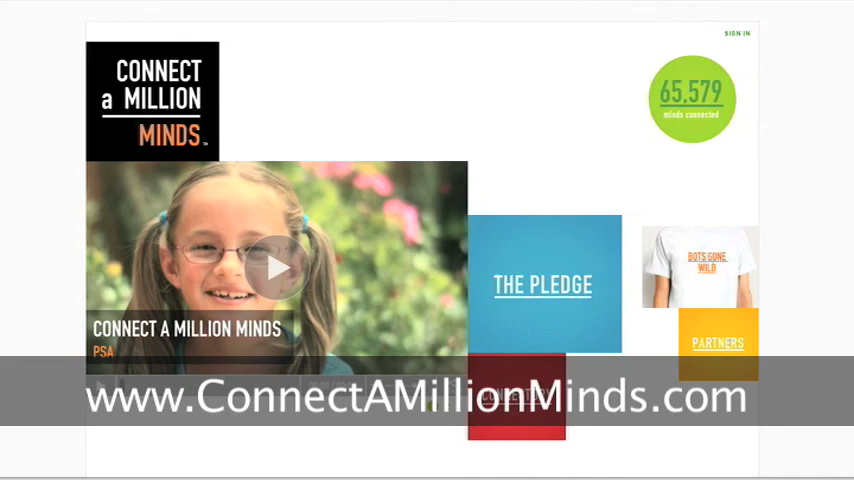 SIGN IN
CONNECT
a MILLION
MINDS
65,579
minds connected
BOTS GONE
WILD
THE PLEDGE
CONNECT A MILLION MINDS
PSA
PARTNERS
www.ConnectAMillionMinds.com